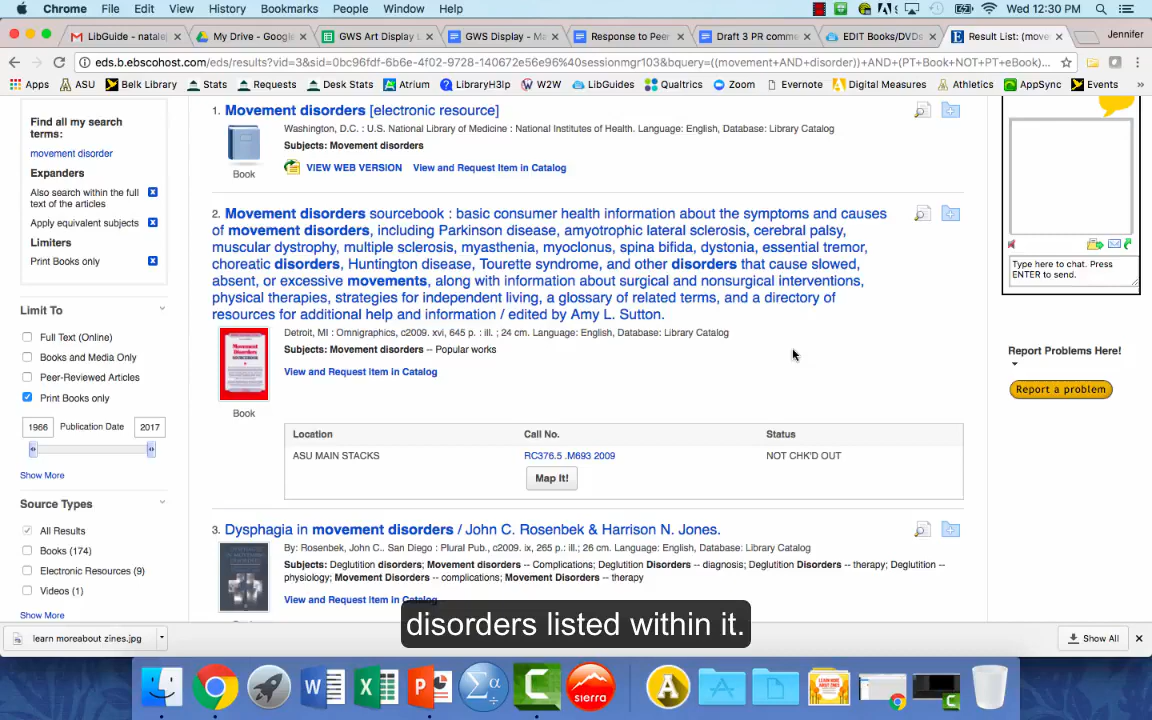 Chrome File Edit View History Bookmarks People Window Help Wed 12:30 PM
LibGuide - natale My Drive - Google GWS Art Display L GWS Display - Ma Response to Peer Draft 3 PR comme EDIT Books/DVDs Result List: (mov Jennifer
eds.b.ebscohost.com/eds/results?vid=3&sid=0bc96fdf-6b6e-4f02-9728-140672e56e96%40sessionmgr103&bquery=((movement+AND+disorder))+AND+(PT+Book+NOT+PT+eBook)...
Apps ASU Belk Library Stats Requests Desk Stats Atrium LibraryH3lp W2W LibGuides Qualtrics Zoom Evernote Digital Measures Athletics AppSync Events »
Find all my search
terms:
movement disorder
Expanders
Also search within the full
text of the articles
Apply equivalent subjects
Limiters
Print Books only
Limit To
Full Text (Online)
Books and Media Only
Peer-Reviewed Articles
Print Books only
1966 Publication Date 2017
Show More
Source Types
All Results
Books (174)
Electronic Resources (9)
Videos (1)
Show More
1. Movement disorders [electronic resource]
Washington, D.C. : U.S. National Library of Medicine : National Institutes of Health. Language: English, Database: Library Catalog
Subjects: Movement disorders
Book
VIEW WEB VERSION View and Request Item in Catalog
2. Movement disorders sourcebook : basic consumer health information about the symptoms and causes
of movement disorders, including Parkinson disease, amyotrophic lateral sclerosis, cerebral palsy,
muscular dystrophy, multiple sclerosis, myasthenia, myoclonus, spina bifida, dystonia, essential tremor,
choreatic disorders, Huntington disease, Tourette syndrome, and other disorders that cause slowed,
absent, or excessive movements, along with information about surgical and nonsurgical interventions,
physical therapies, strategies for independent living, a glossary of related terms, and a directory of
resources for additional help and information / edited by Amy L. Sutton.
Detroit, MI : Omnigraphics, c2009. xvi, 645 p. : ill. ; 24 cm. Language: English, Database: Library Catalog
Subjects: Movement disorders -- Popular works
View and Request Item in Catalog
Movement
Disorders
Book
Location Call No. Status
ASU MAIN STACKS RC376.5 .M693 2009 NOT CHK'D OUT
Map It!
3. Dysphagia in movement disorders / John C. Rosenbek & Harrison N. Jones.
By: Rosenbek, John C.. San Diego : Plural Pub., c2009. ix, 265 p.: ill.; 26 cm. Language: English, Database: Library Catalog
Subjects: Deglutition disorders; Movement disorders -- Complications; Deglutition Disorders -- diagnosis; Deglutition Disorders -- therapy; Deglutition --
physiology; Movement Disorders -- complications; Movement Disorders -- therapy
View and Request Item in Catalog
Type here to chat. Press
ENTER to send.
Report Problems Here!
Report a problem
disorders listed within it.
learn moreabout zines.jpg Show All
sierra
LEARN MORE
ABOUT ZINES